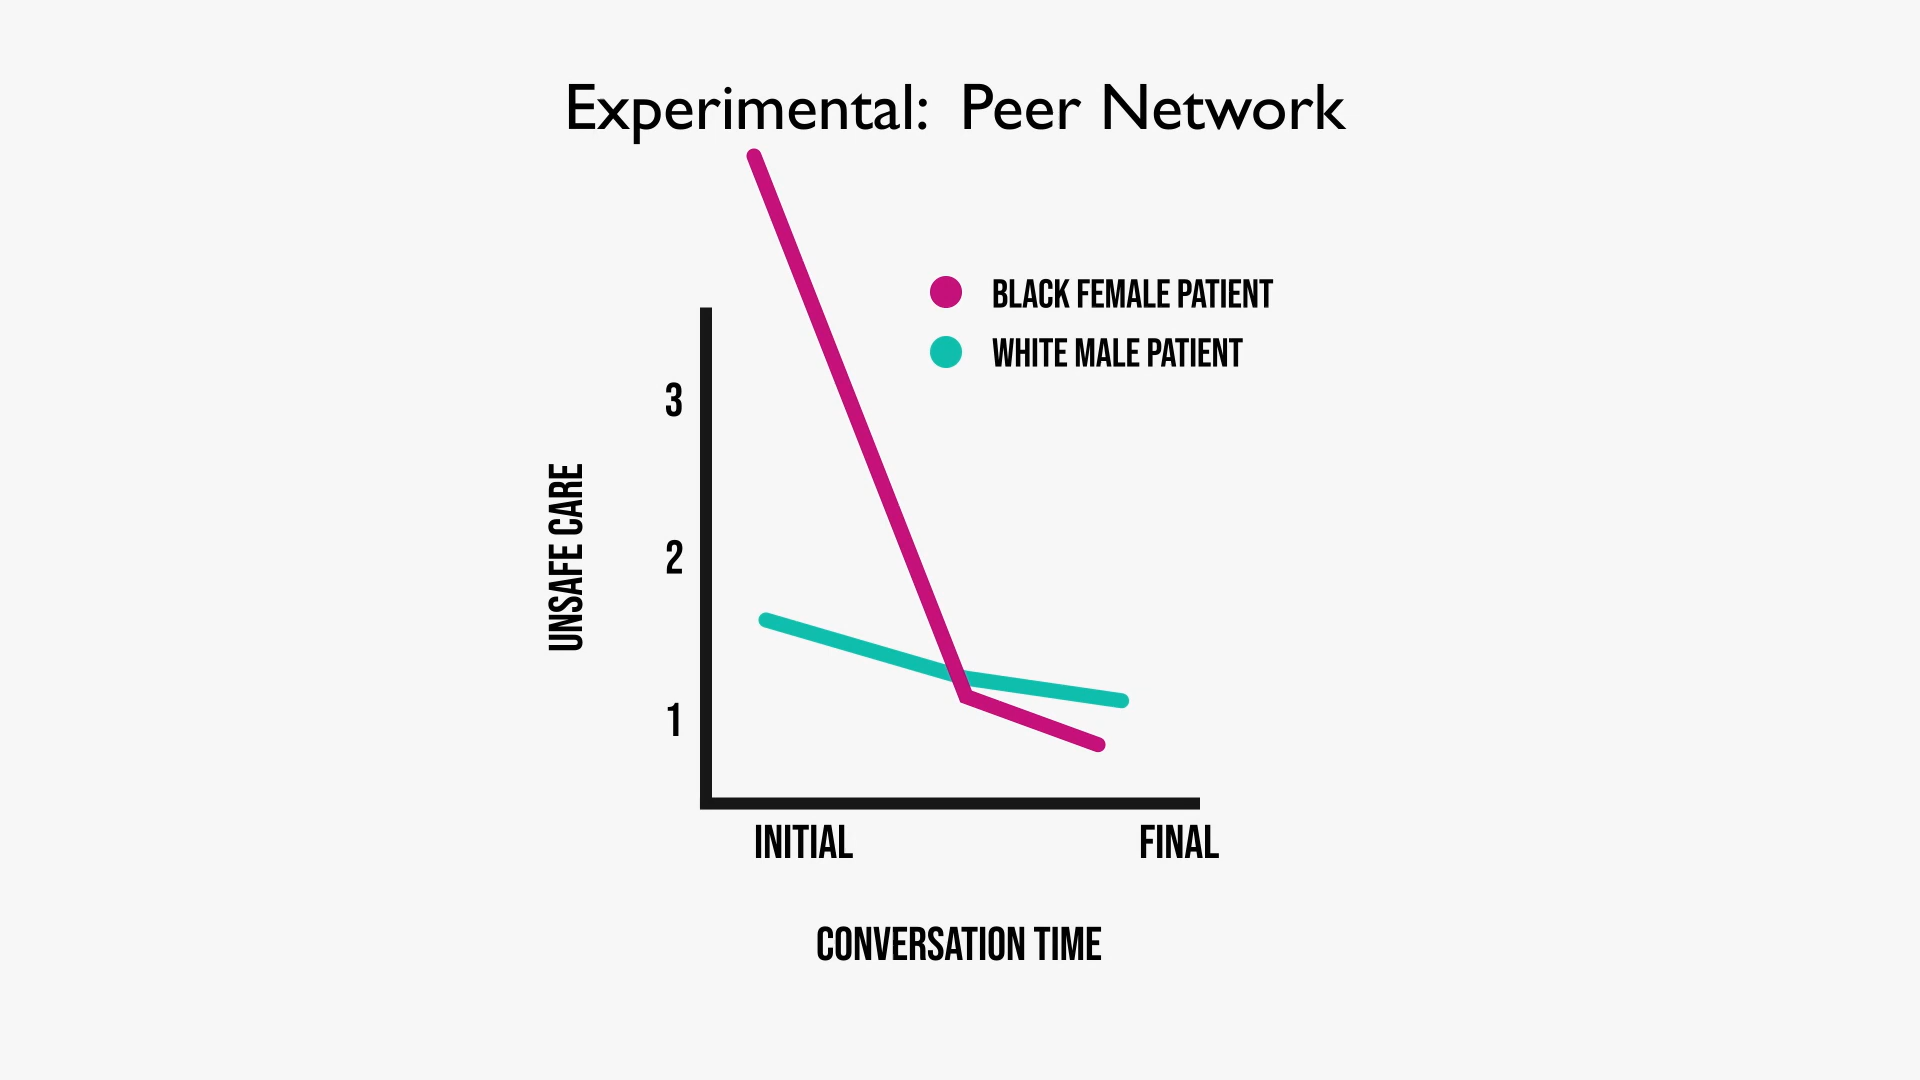 Experimental: Peer Network
BLACK FEMALE PATIENT
WHITE MALE PATIENT
3
2
1
UNSAFE CARE
INITIAL
FINAL
CONVERSATION TIME